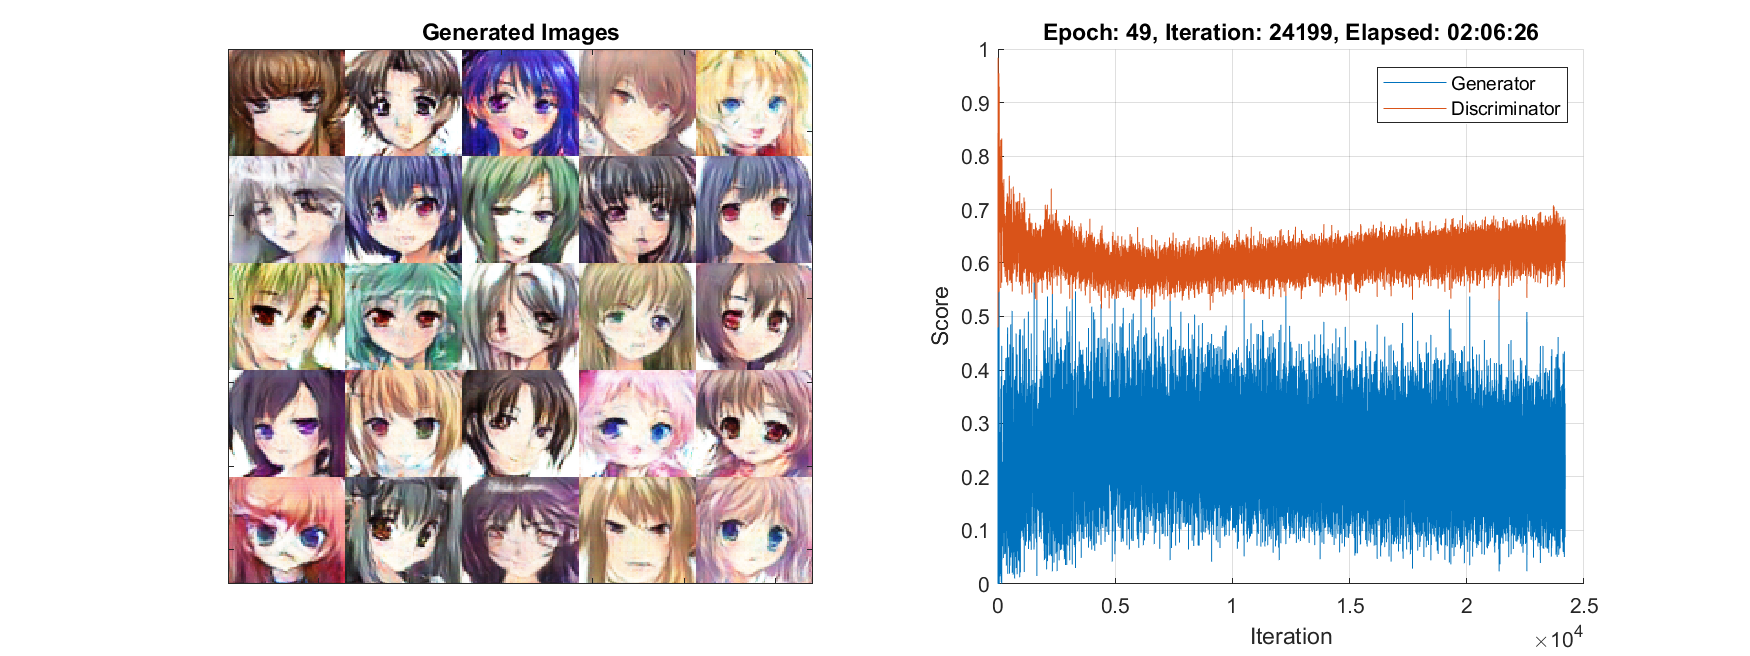 Generated Images
Epoch: 49, Iteration: 24199, Elapsed: 02:06:26
Generator
Discriminator
1
0.9
0.8
0.7
0.6
0.5
0.4
0.3
0.2
0.1
0
Score
0 0.5 1 1.5 2 2.5
Iteration
×10⁴